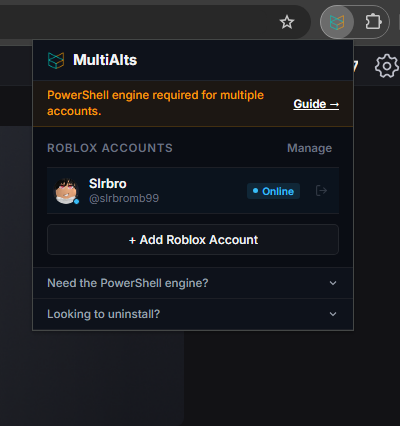 MultiAlts
PowerShell engine required for multiple
accounts.
Guide →
ROBLOX ACCOUNTS
Manage
Slrbro
@slrbromb99
Online
+ Add Roblox Account
Need the PowerShell engine?
Looking to uninstall?